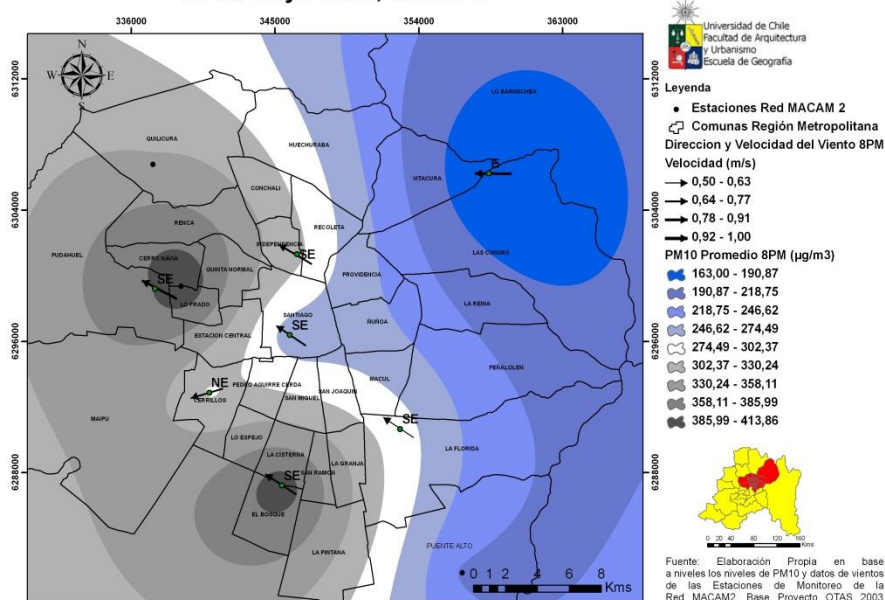 336000 345000 354000 363000
6312000
6304000
6296000
6288000
N
W E
S
LO BARNECHEA
QUILICURA
HUECHURABA
VITACURA
E
CONCHALI
RENCA
RECOLETA
INDEPENDENCIA
SE
PUDAHUEL
CERRO NAVIA
QUINTA NORMAL
LAS CONDES
PROVIDENCIA
SE
LO PRADO
LA REINA
SANTIAGO
SE
ÑUÑOA
ESTACION CENTRAL
PEÑALOLEN
NE
CERRILLOS
PEDRO AGUIRRE CERDA
SAN MIGUEL
SAN JOAQUIN
MACUL
MAIPU
SE
LO ESPEJO
LA CISTERNA
LA GRANJA
LA FLORIDA
SE
SAN RAMON
EL BOSQUE
LA PINTANA
PUENTE ALTO
0 1 2 4 6 8
Kms
Universidad de Chile
Facultad de Arquitectura
y Urbanismo
Escuela de Geografía
Leyenda
Estaciones Red MACAM 2
Comunas Región Metropolitana
Direccion y Velocidad del Viento 8PM
Velocidad (m/s)
0,50 - 0,63
0,64 - 0,77
0,78 - 0,91
0,92 - 1,00
PM10 Promedio 8PM (µg/m3)
163,00 - 190,87
190,87 - 218,75
218,75 - 246,62
246,62 - 274,49
274,49 - 302,37
302,37 - 330,24
330,24 - 358,11
358,11 - 385,99
385,99 - 413,86
0 20 40 80 120 160
Kms
Fuente: Elaboración Propia en base
a niveles los niveles de PM10 y datos de vientos
de las Estaciones de Monitoreo de la
Red MACAM2, Base Proyecto OTAS 2003